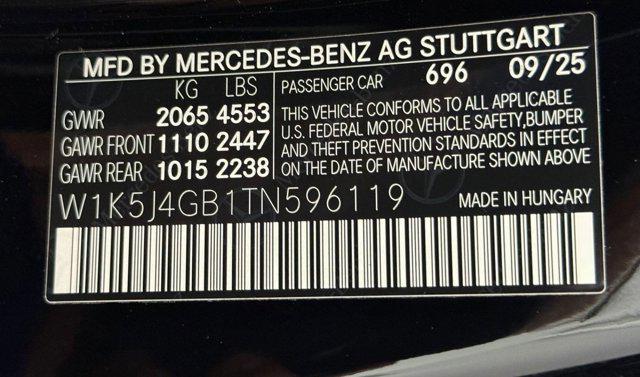 MFD BY MERCEDES-BENZ AG STUTTGART
KG LBS
PASSENGER CAR 696 09/25
GVWR 2065 4553
GAWR FRONT 1110 2447
GAWR REAR 1015 2238
THIS VEHICLE CONFORMS TO ALL APPLICABLE
U.S. FEDERAL MOTOR VEHICLE SAFETY,BUMPER
AND THEFT PREVENTION STANDARDS IN EFFECT
ON THE DATE OF MANUFACTURE SHOWN ABOVE
W1K5J4GB1TN596119
MADE IN HUNGARY